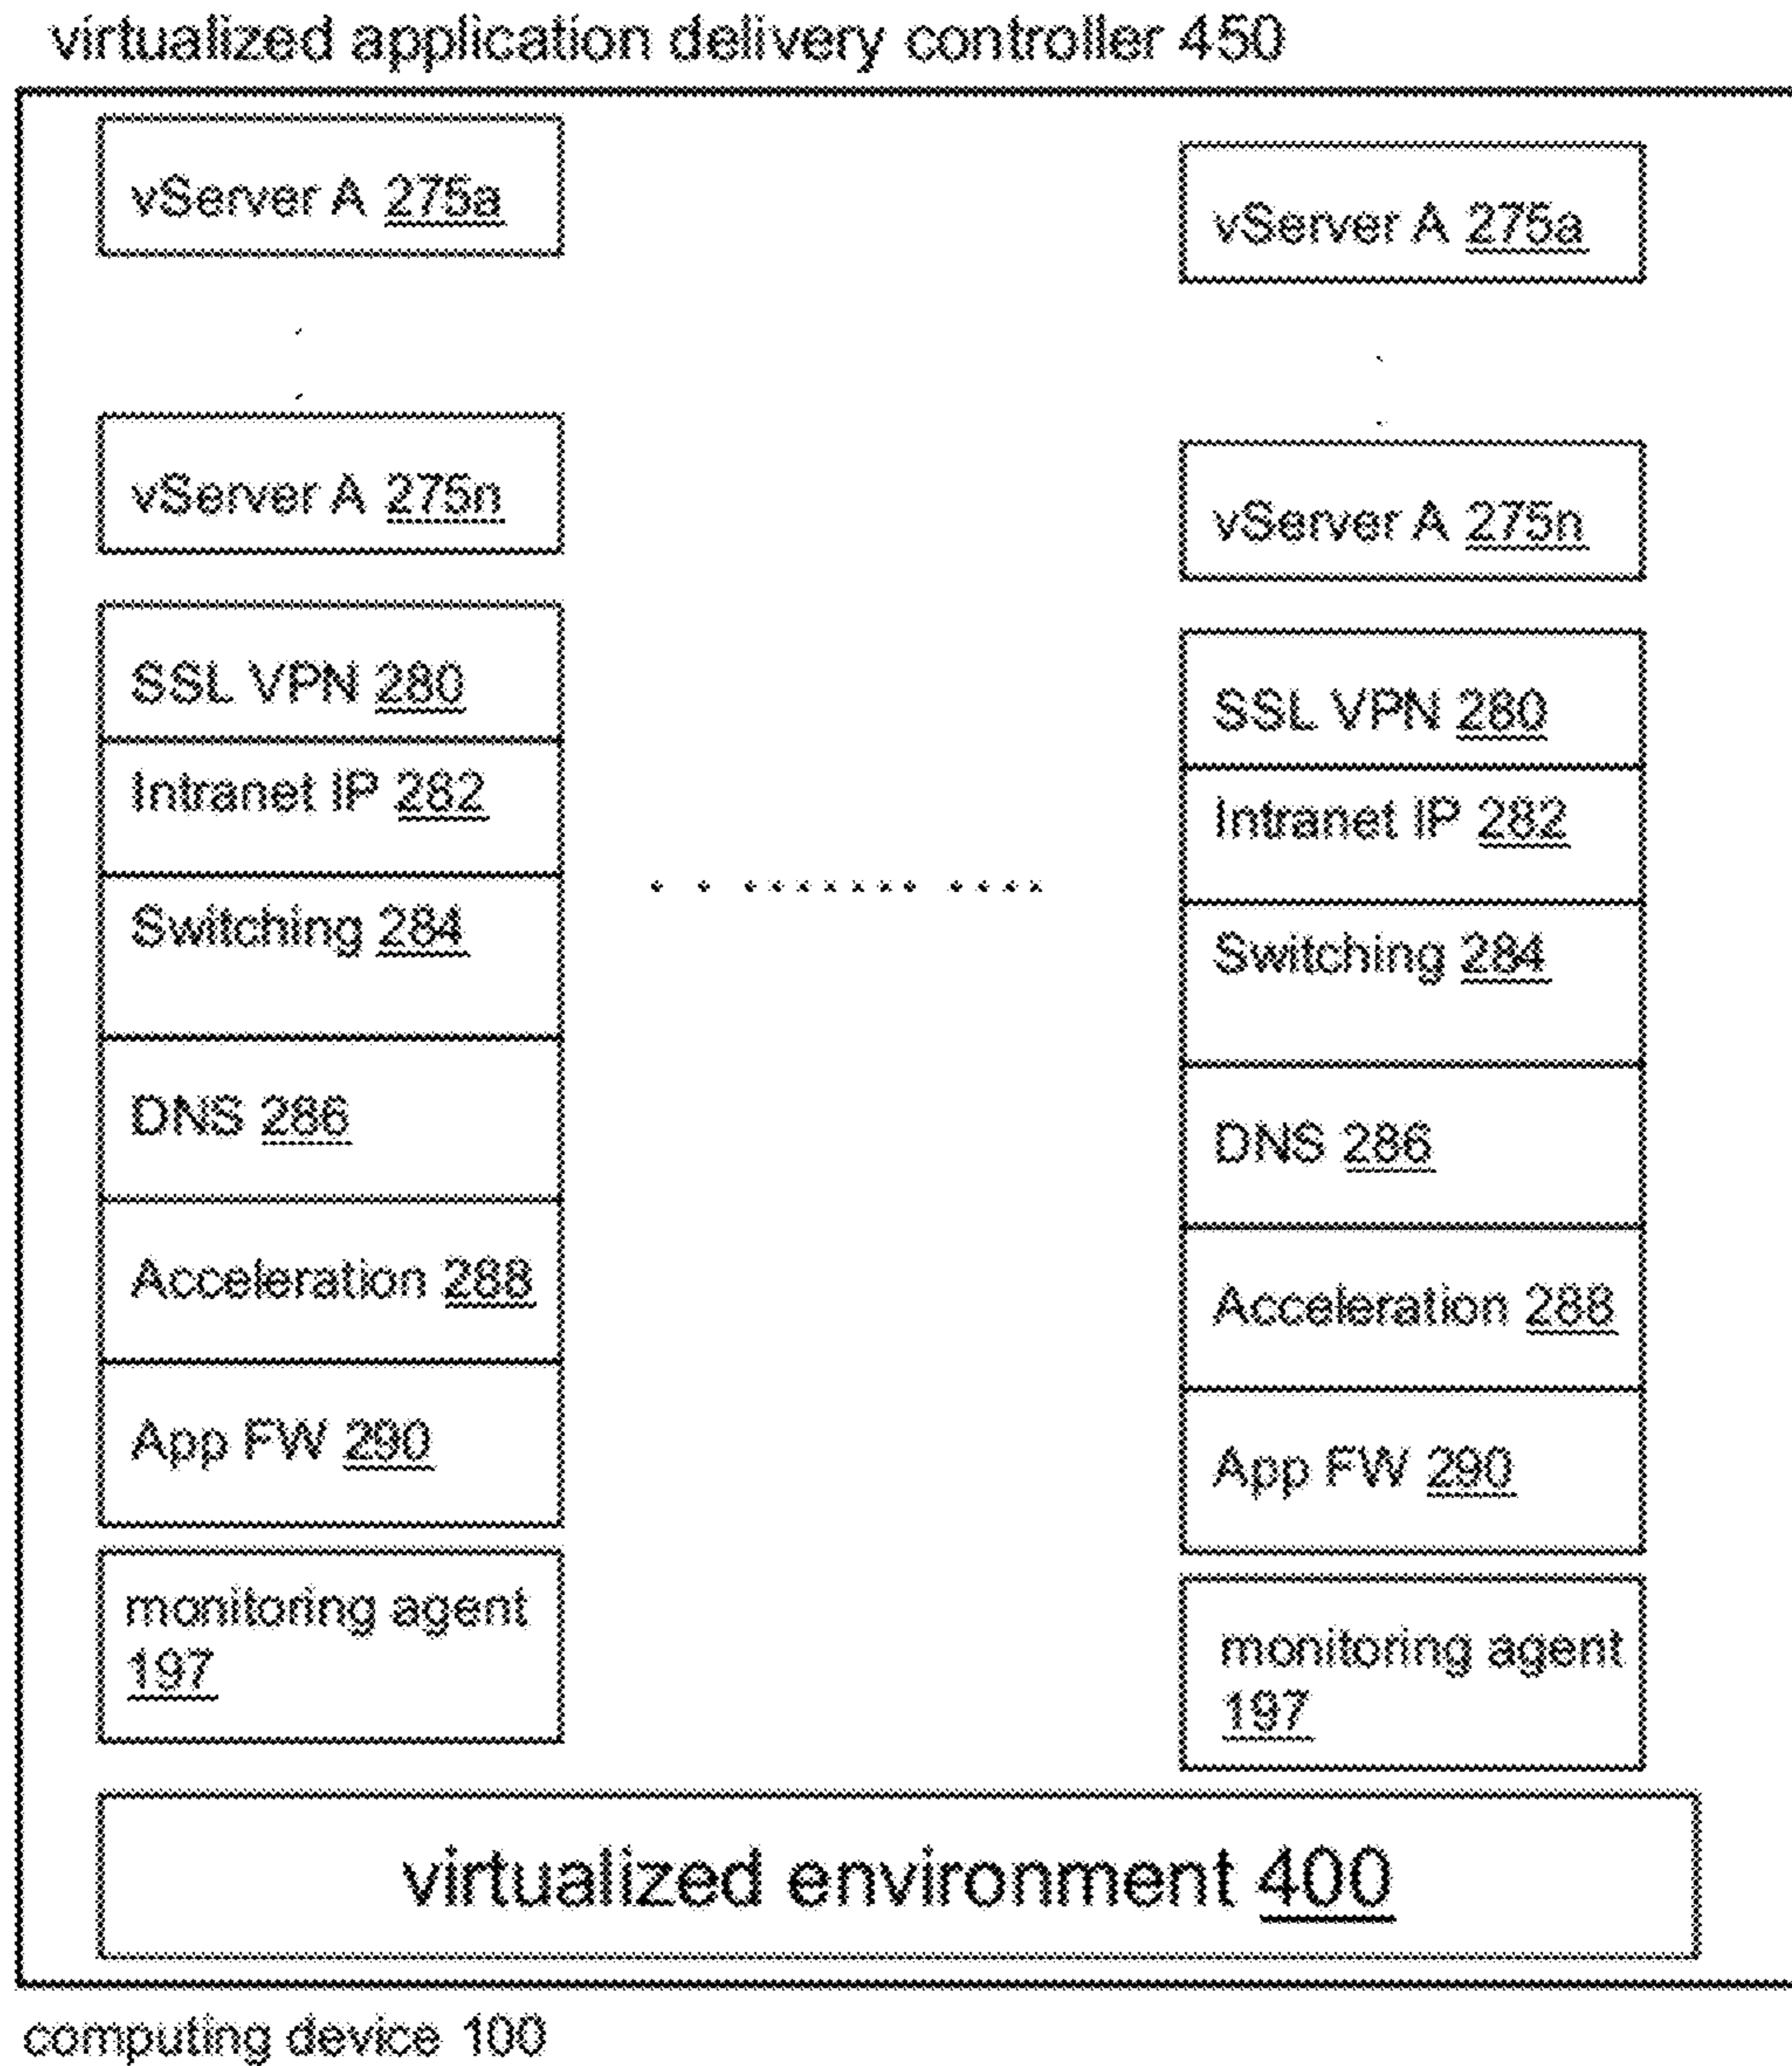 virtualized application delivery controller 450
vServer A 275a
vServer A 275n
SSL VPN 280
Intranet IP 282
Switching 284
DNS 286
Acceleration 288
App FW 290
monitoring agent
197
vServer A 275a
vServer A 275n
SSL VPN 280
Intranet IP 282
Switching 284
DNS 286
Acceleration 288
App FW 290
monitoring agent
197
virtualized environment 400
computing device 100